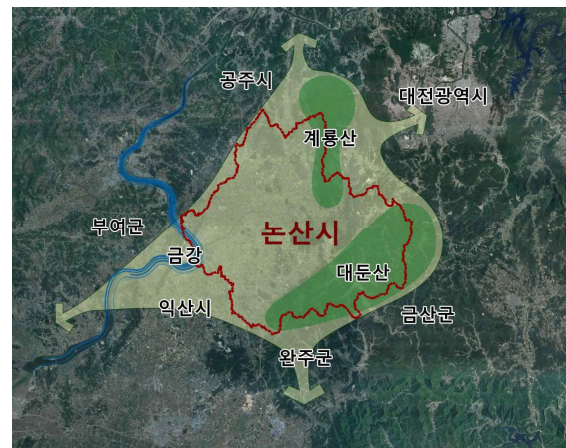 공주시
대전광역시
계룡산
부여군
논산시
금강
대둔산
익산시
금산군
완주군